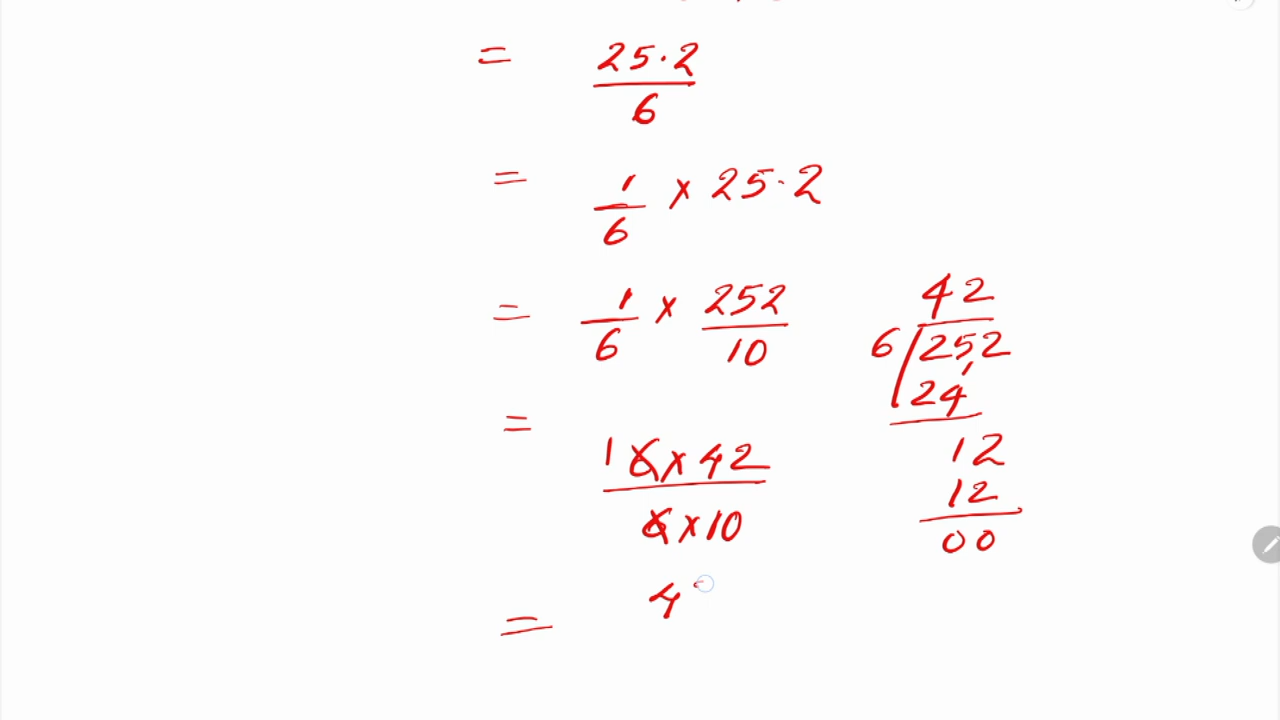 = 25.2
6
= 1/6 × 25.2
= 1/6 × 252/10
= 1 6 × 42
6 × 10
= 4
42
6 252
24
12
12
00